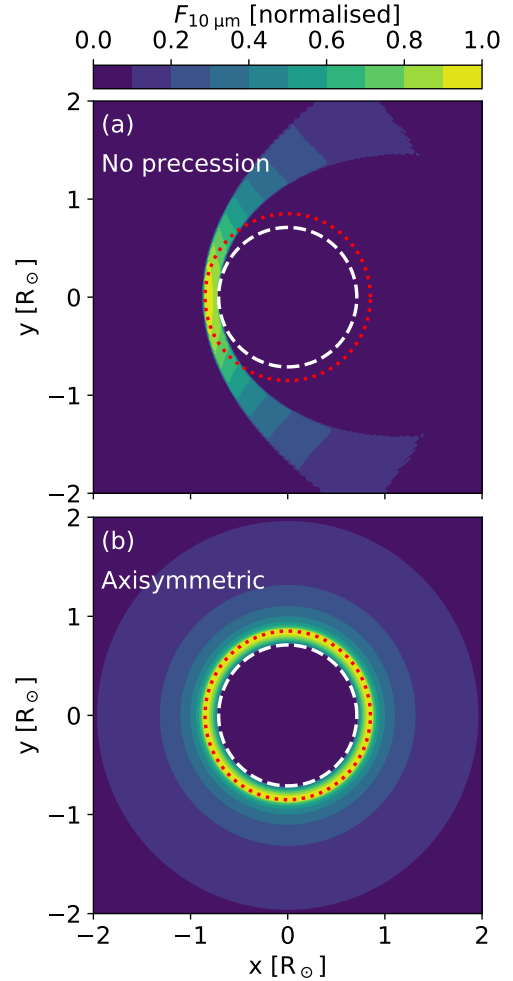 F₁₀ μm [normalised]
0.0 0.2 0.4 0.6 0.8 1.0
(a)
No precession
2
1
0
−1
−2
y [R⊙]
(b)
Axisymmetric
2
1
0
−1
−2
y [R⊙]
−2 −1 0 1 2
x [R⊙]